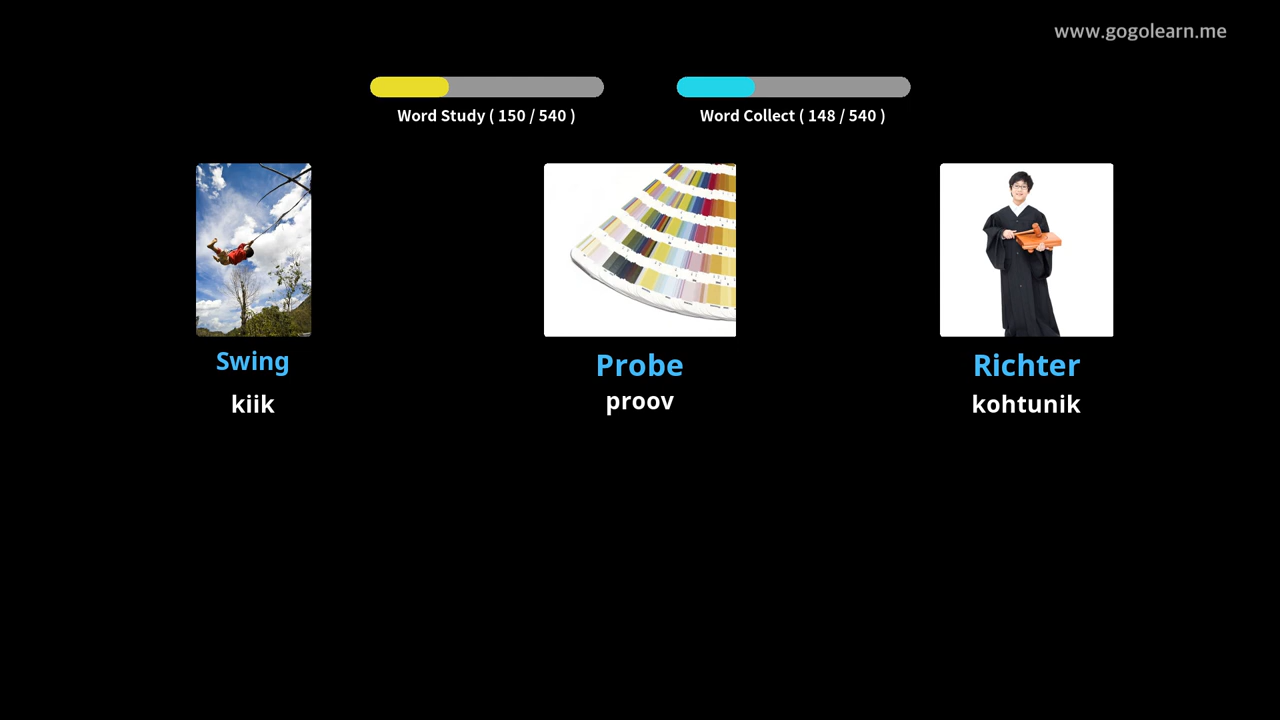 www.gogolearn.me
Word Study ( 150 / 540 )
Word Collect ( 148 / 540 )
Swing
kiik
Probe
proov
Richter
kohtunik